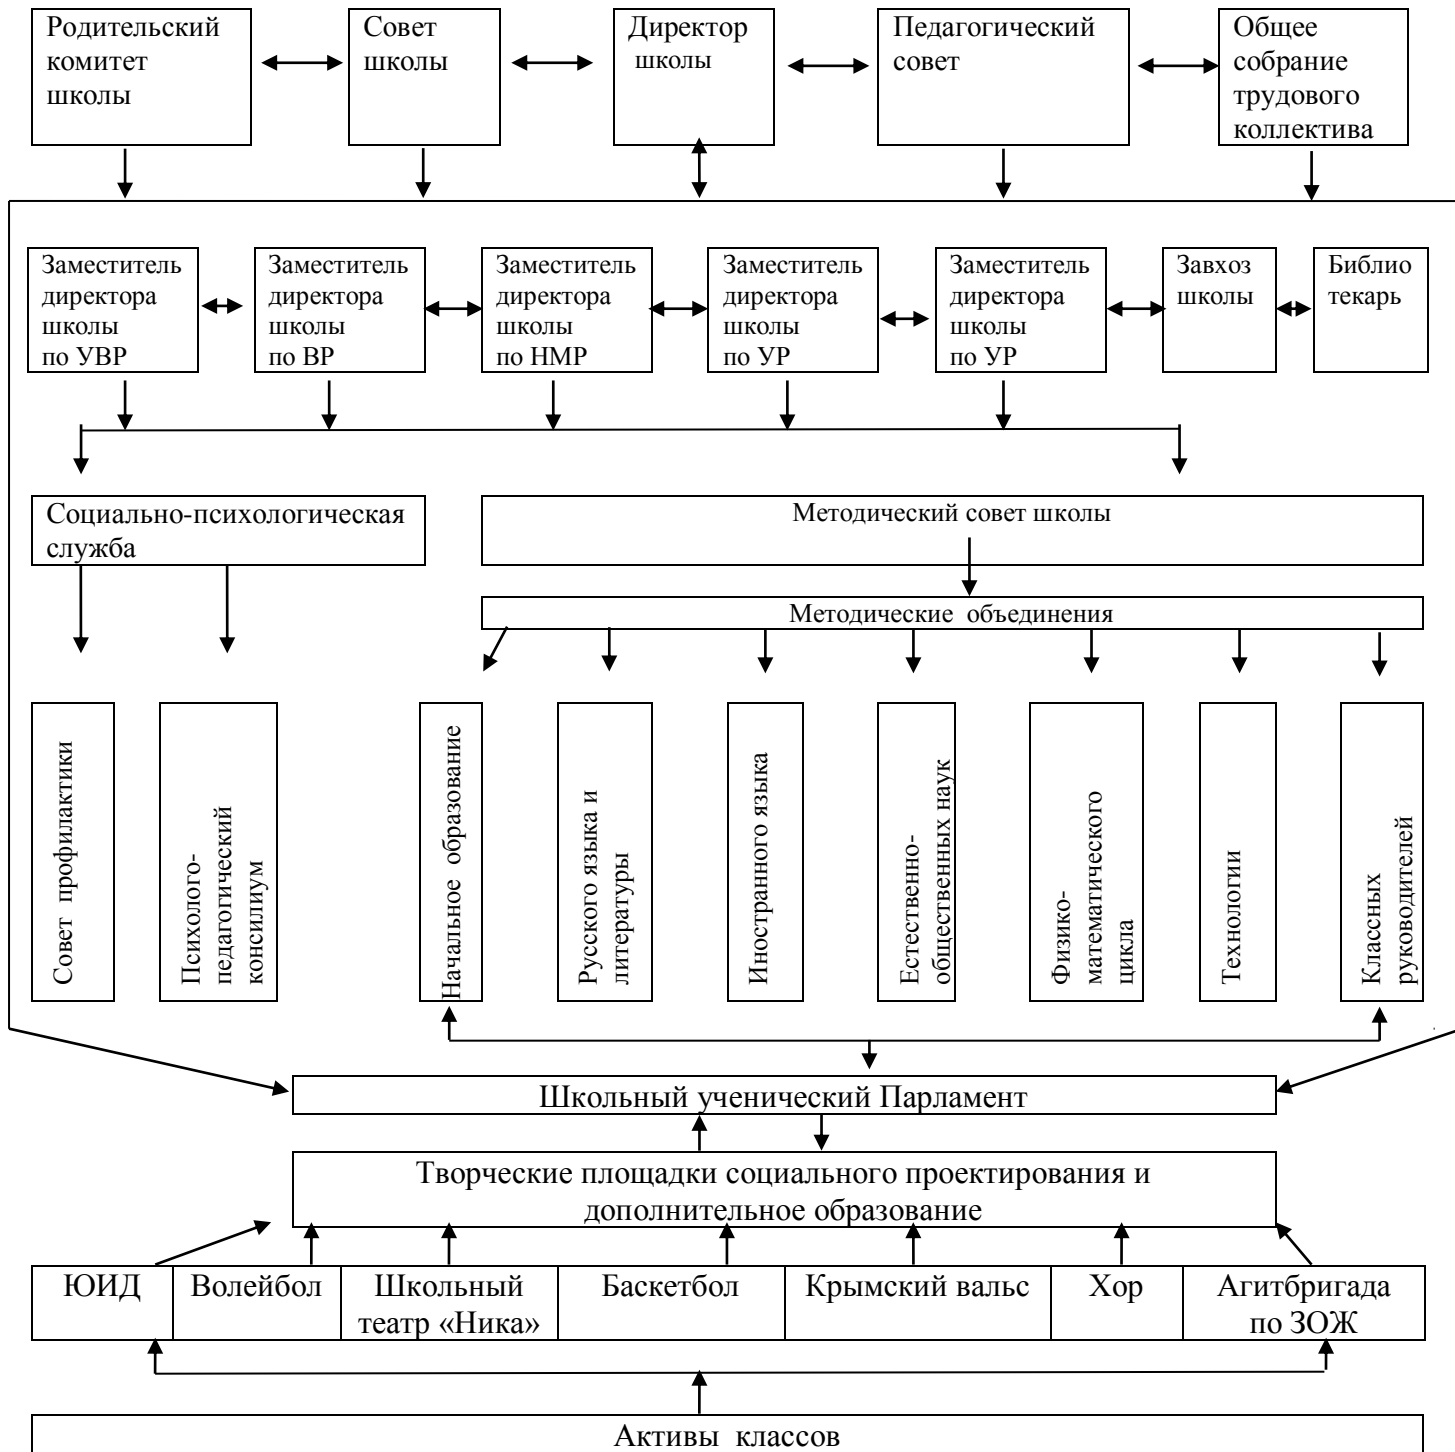 Родительский
комитет
школы
Совет
школы
Директор
школы
Педагогический
совет
Общее
собрание
трудового
коллектива
Заместитель
директора
школы
по УВР
Заместитель
директора
школы
по ВР
Заместитель
директора
школы
по НМР
Заместитель
директора
школы
по УР
Заместитель
директора
школы
по УР
Завхоз
школы
Библио
текарь
Социально-психологическая
служба
Методический совет школы
Методические объединения
Совет профилактики
Психолого-
педагогический
консилиум
Начальное образование
Русского языка и
литературы
Иностранного языка
Естественно-
общественных наук
Физико-
математического
цикла
Технологии
Классных
руководителей
Школьный ученический Парламент
Творческие площадки социального проектирования и
дополнительное образование
ЮИД
Волейбол
Школьный
театр «Ника»
Баскетбол
Крымский вальс
Хор
Агитбригада
по ЗОЖ
Активы классов